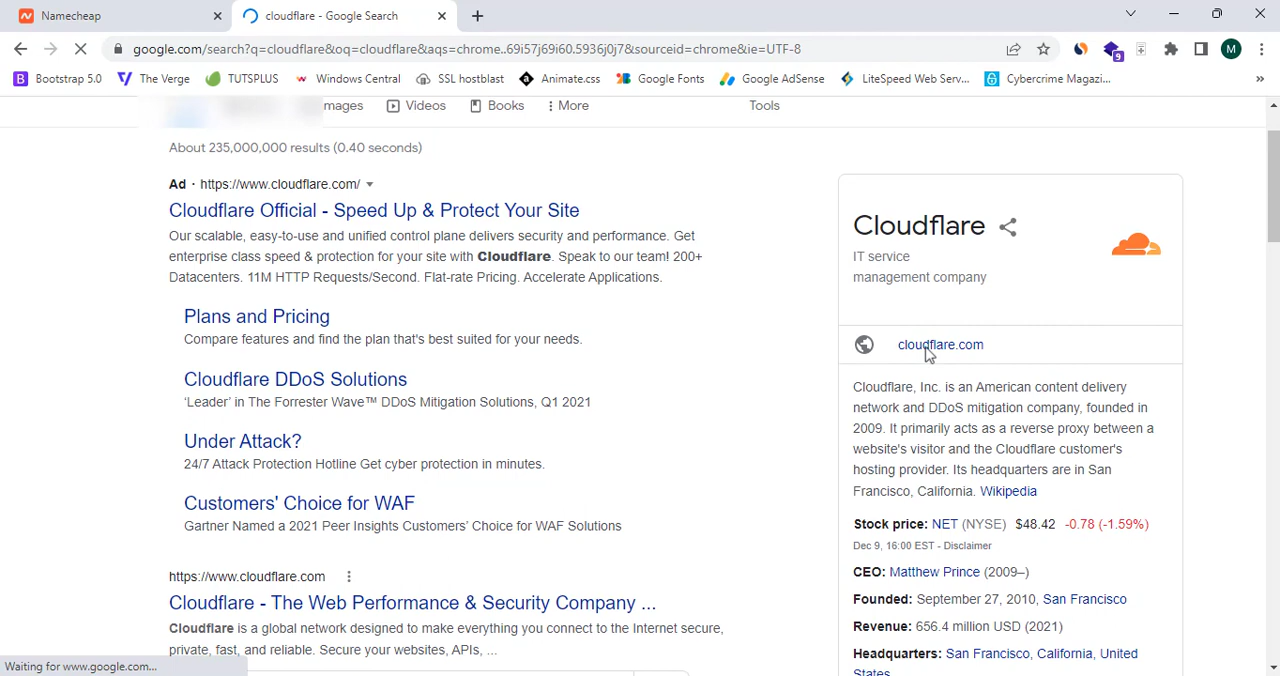 Namecheap
cloudflare - Google Search
google.com/search?q=cloudflare&oq=cloudflare&aqs=chrome..69i57j69i60.5936j0j7&sourceid=chrome&ie=UTF-8
9
M
B Bootstrap 5.0
The Verge
TUTSPLUS
Windows Central
SSL hostblast
Animate.css
Google Fonts
Google AdSense
LiteSpeed Web Serv...
Cybercrime Magazi...
»
mages
Videos
Books
More
Tools
About 235,000,000 results (0.40 seconds)
Ad · https://www.cloudflare.com/
Cloudflare Official - Speed Up & Protect Your Site
Our scalable, easy-to-use and unified control plane delivers security and performance. Get
enterprise class speed & protection for your site with Cloudflare. Speak to our team! 200+
Datacenters. 11M HTTP Requests/Second. Flat-rate Pricing. Accelerate Applications.
Plans and Pricing
Compare features and find the plan that's best suited for your needs.
Cloudflare DDoS Solutions
‘Leader’ in The Forrester Wave™ DDoS Mitigation Solutions, Q1 2021
Under Attack?
24/7 Attack Protection Hotline Get cyber protection in minutes.
Customers' Choice for WAF
Gartner Named a 2021 Peer Insights Customers’ Choice for WAF Solutions
https://www.cloudflare.com
Cloudflare - The Web Performance & Security Company ...
Cloudflare is a global network designed to make everything you connect to the Internet secure,
private, fast, and reliable. Secure your websites, APIs, ...
Cloudflare
IT service
management company
cloudflare.com
Cloudflare, Inc. is an American content delivery
network and DDoS mitigation company, founded in
2009. It primarily acts as a reverse proxy between a
website's visitor and the Cloudflare customer's
hosting provider. Its headquarters are in San
Francisco, California. Wikipedia
Stock price: NET (NYSE) $48.42 -0.78 (-1.59%)
Dec 9, 16:00 EST - Disclaimer
CEO: Matthew Prince (2009–)
Founded: September 27, 2010, San Francisco
Revenue: 656.4 million USD (2021)
Headquarters: San Francisco, California, United
States
Waiting for www.google.com...